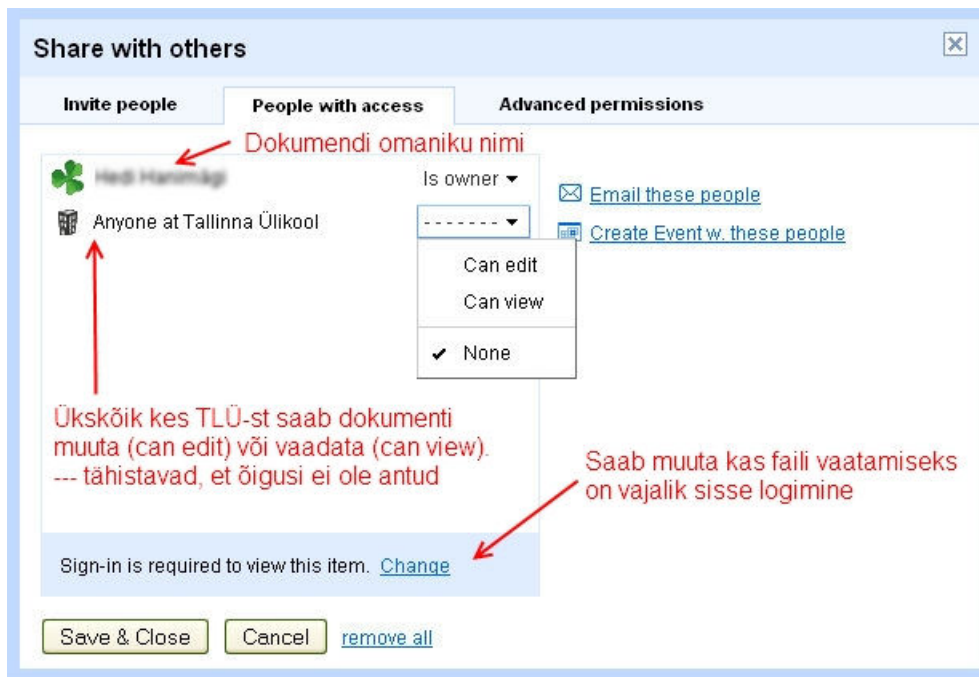 Share with others
Invite people People with access Advanced permissions
Dokumendi omaniku nimi
Is owner
Email these people
Anyone at Tallinna Ülikool -------
Create Event w. these people
Can edit
Can view
✔ None
Ükskõik kes TLÜ-st saab dokumenti
muuta (can edit) või vaadata (can view).
--- tähistavad, et õigusi ei ole antud
Saab muuta kas faili vaatamiseks
on vajalik sisse logimine
Sign-in is required to view this item. Change
Save & Close Cancel remove all